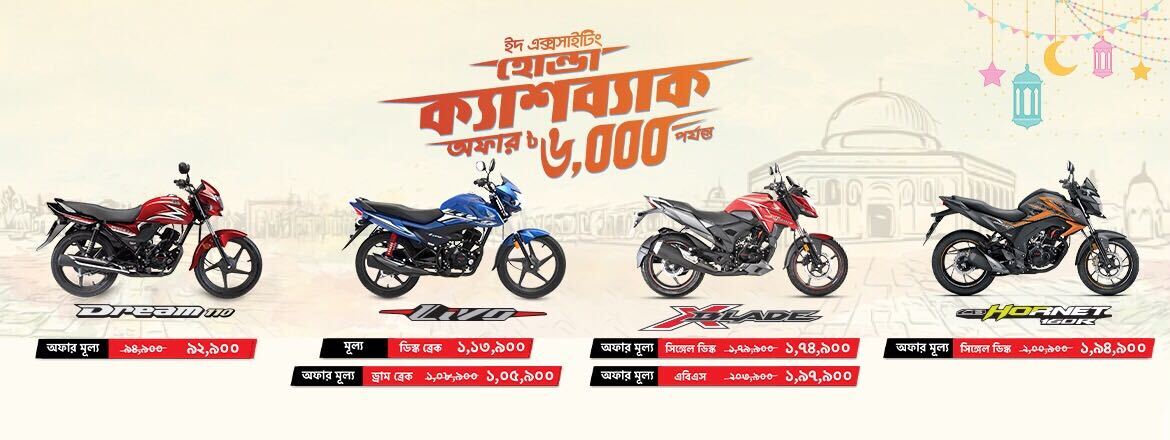 ইদ এক্সসাইটিং
হোন্ডা
ক্যাশব্যাক
অফার ৳৬,০০০ পর্যন্ত
Dream 110
Livo
XBLADE
CB HORNET
160R
অফার মূল্য ৯৪,৯০০ ৯২,৯০০
মূল্য ডিস্ক ব্রেক ১,১৩,৯০০
অফার মূল্য ড্রাম ব্রেক ১,০৮,৯০০ ১,০৫,৯০০
অফার মূল্য সিঙ্গেল ডিস্ক ১,৭৯,৯০০ ১,৭৪,৯০০
অফার মূল্য এবিএস ২০৩,৯০০ ১,৯৭,৯০০
অফার মূল্য সিঙ্গেল ডিস্ক ২,০০,৯০০ ১,৯৪,৯০০